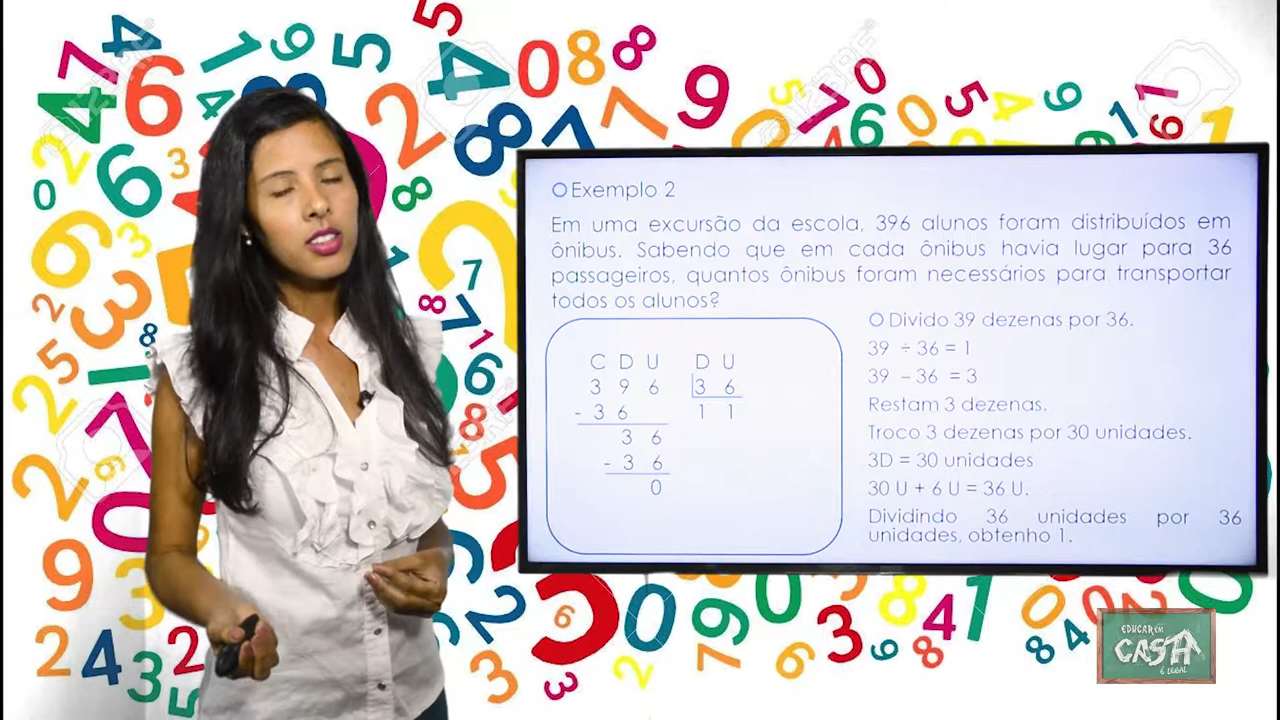 Exemplo 2
Em uma excursão da escola, 396 alunos foram distribuídos em
ônibus. Sabendo que em cada ônibus havia lugar para 36
passageiros, quantos ônibus foram necessários para transportar
todos os alunos?
C D U D U
3 9 6 3 6
- 3 6 1 1
3 6
- 3 6
0
Divido 39 dezenas por 36.
39 ÷ 36 = 1
39 – 36 = 3
Restam 3 dezenas.
Troco 3 dezenas por 30 unidades.
3D = 30 unidades
30 U + 6 U = 36 U.
Dividindo 36 unidades por 36
unidades, obtenho 1.
EDUCAR EM
CASA
É LEGAL